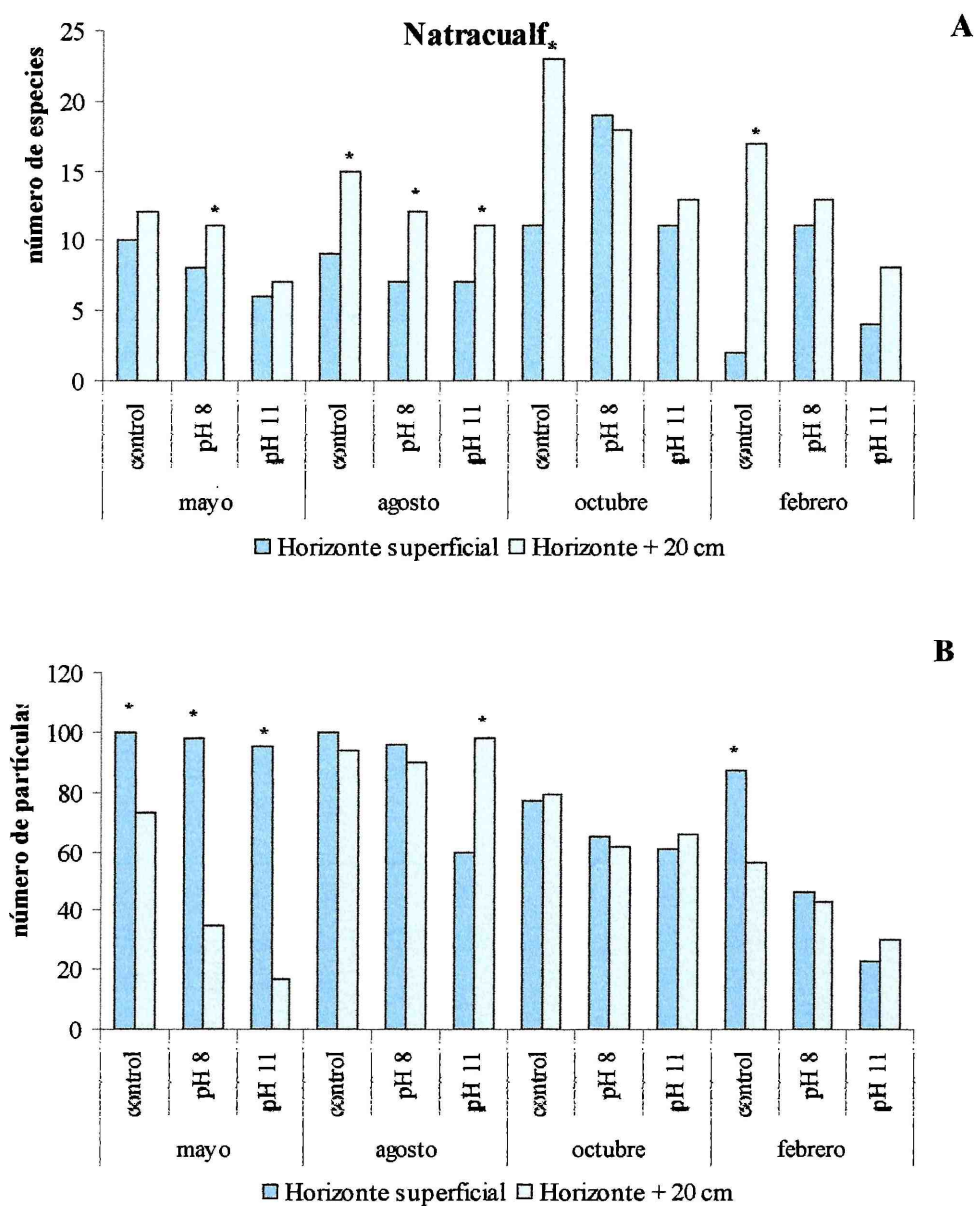 A
Natracualf
*
número de especies
25
20
15
10
5
0
* * * * *
control pH 8 pH 11 control pH 8 pH 11 control pH 8 pH 11 control pH 8 pH 11
mayo agosto octubre febrero
Horizonte superficial Horizonte + 20 cm
B
número de partículas
120
100
80
60
40
20
0
* * * * *
control pH 8 pH 11 control pH 8 pH 11 control pH 8 pH 11 control pH 8 pH 11
mayo agosto octubre febrero
Horizonte superficial Horizonte + 20 cm